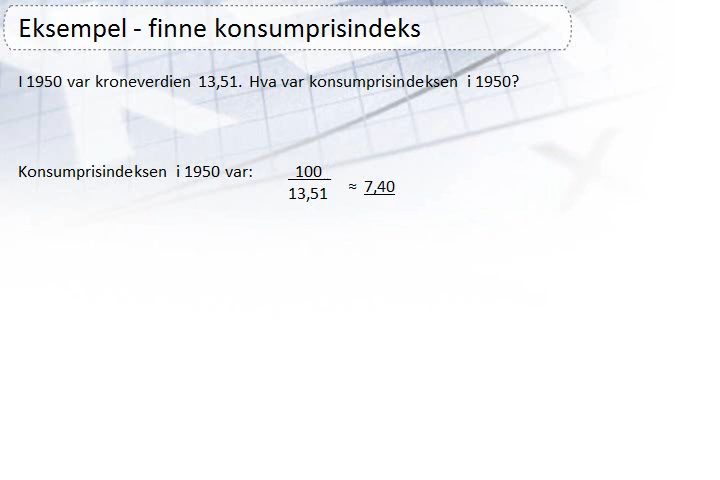 Eksempel - finne konsumprisindeks
I 1950 var kroneverdien 13,51. Hva var konsumprisindeksen i 1950?
Konsumprisindeksen i 1950 var: 100
13,51 ≈ 7,40